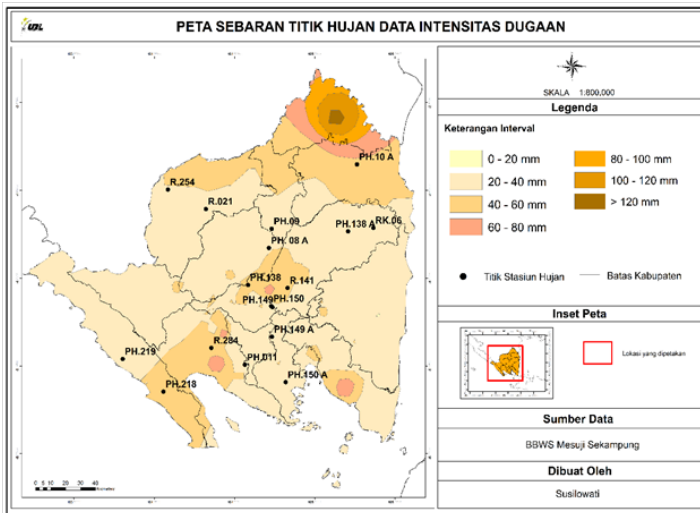 UBL
PETA SEBARAN TITIK HUJAN DATA INTENSITAS DUGAAN
SKALA 1:800,000
Legenda
Keterangan Interval
0 - 20 mm
20 - 40 mm
40 - 60 mm
60 - 80 mm
80 - 100 mm
100 - 120 mm
> 120 mm
Titik Stasiun Hujan
Batas Kabupaten
Inset Peta
Lokasi yang dipetakan
Sumber Data
BBWS Mesuji Sekampung
Dibuat Oleh
Susilowati
PH.10 A
R.254
R.021
PH.09
PH.138 A
RK.06
PH. 08 A
PH.138
R.141
PH.149
PH.150
PH.149 A
R.284
PH.011
PH.219
PH.150 A
PH.218
0 5 10 20 30 40